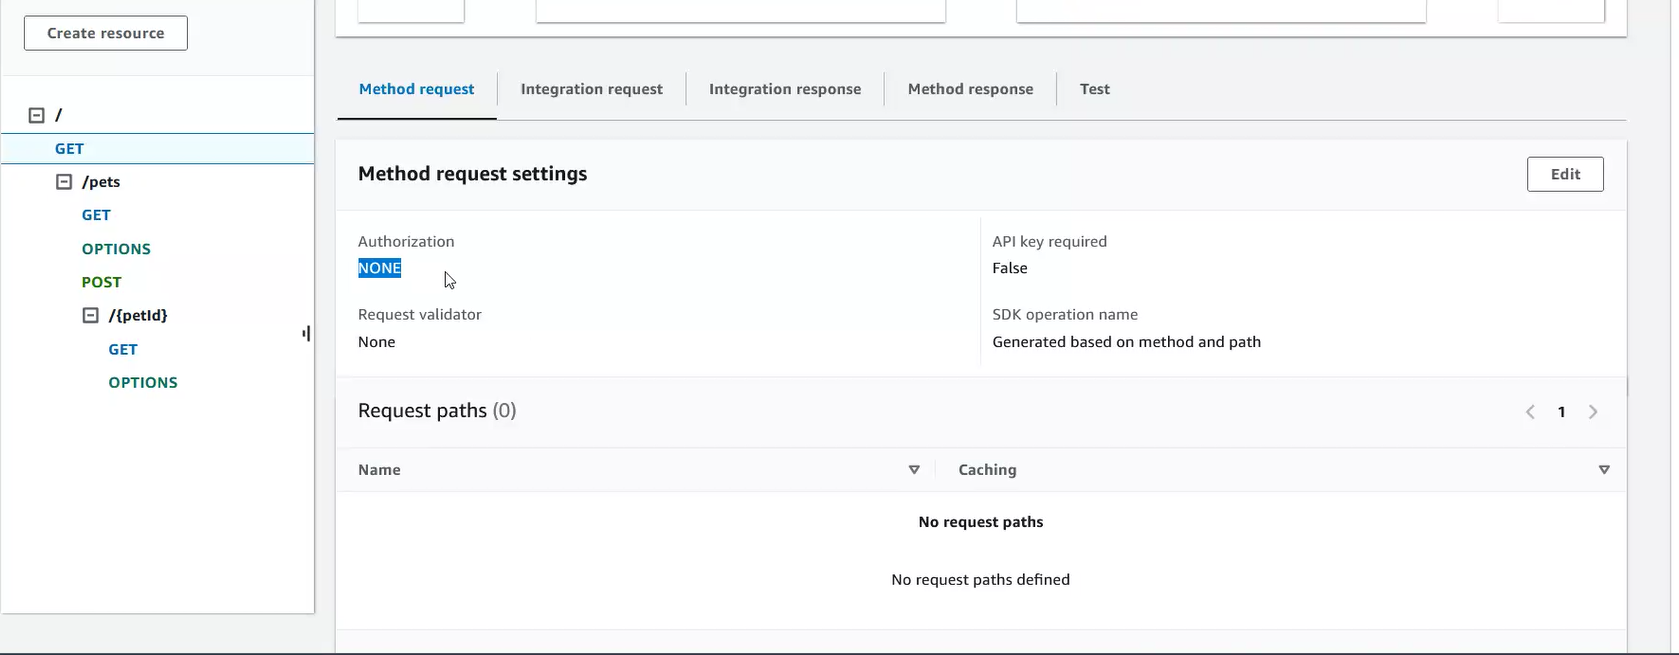 Create resource
/
GET
/pets
GET
OPTIONS
POST
/{petId}
GET
OPTIONS
Method request
Integration request
Integration response
Method response
Test
Method request settings
Edit
Authorization
NONE
API key required
False
Request validator
None
SDK operation name
Generated based on method and path
Request paths (0)
1
Name
Caching
No request paths
No request paths defined